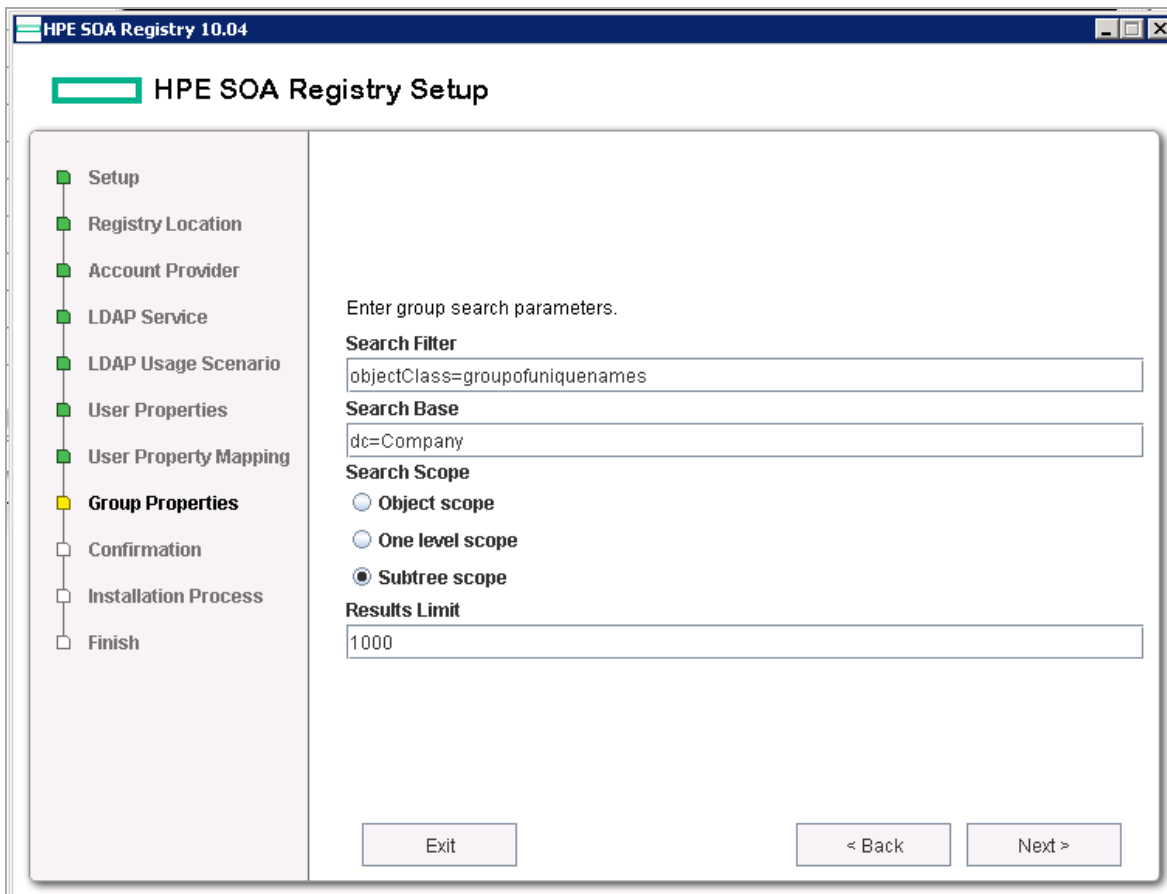 HPE SOA Registry 10.04
HPE SOA Registry Setup
Setup
Registry Location
Account Provider
LDAP Service
LDAP Usage Scenario
User Properties
User Property Mapping
Group Properties
Confirmation
Installation Process
Finish
Enter group search parameters.
Search Filter
objectClass=groupofuniquenames
Search Base
dc=Company
Search Scope
Object scope
One level scope
Subtree scope
Results Limit
1000
Exit
< Back
Next >